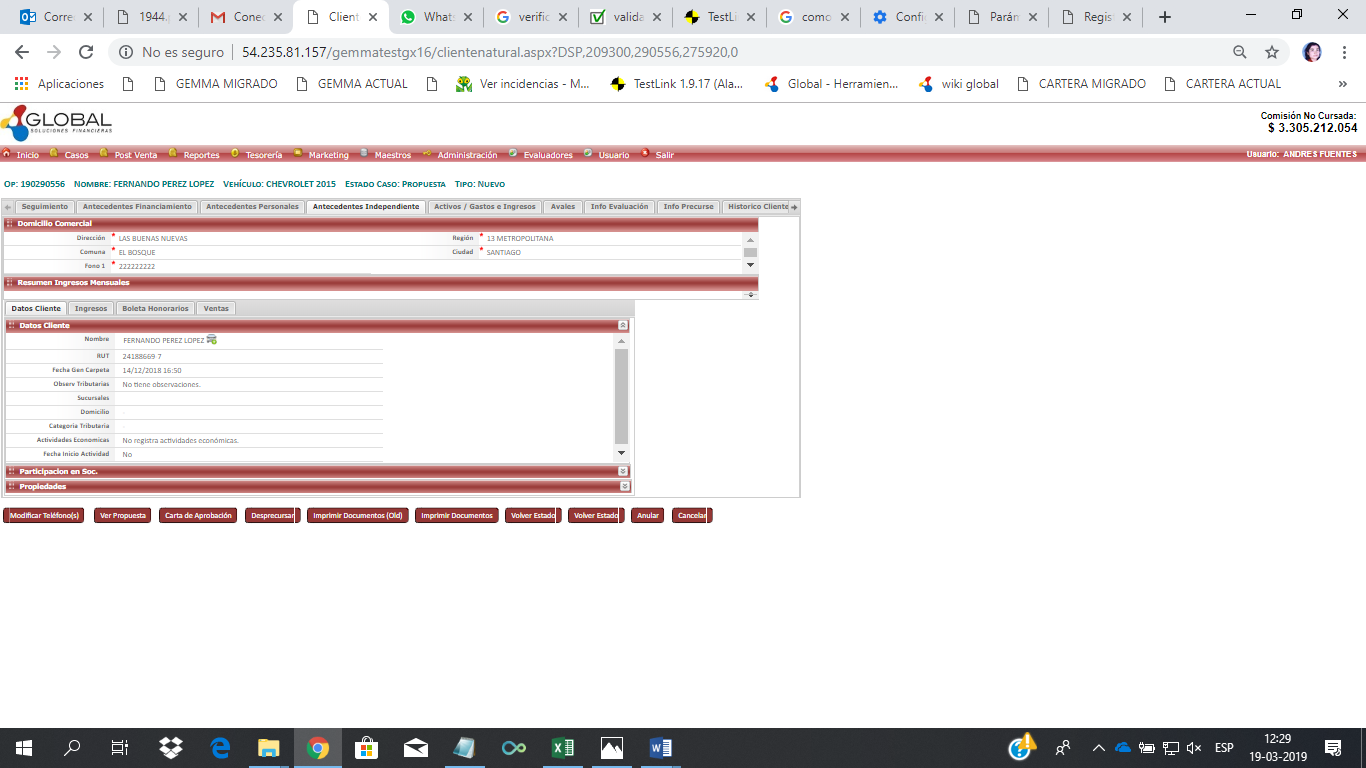 Corre
1944.
Conec
Client
Whats
verific
valida
TestLi
como
Confi
Parán
Regis
No es seguro | 54.235.81.157/gemmatestgx16/clientenatural.aspx?DSP,209300,290556,275920,0
Aplicaciones GEMMA MIGRADO GEMMA ACTUAL Ver incidencias - M... TestLink 1.9.17 (Ala... Global - Herramien... wiki global CARTERA MIGRADO CARTERA ACTUAL »
GLOBAL
SOLUCIONES FINANCIERAS
Comisión No Cursada:
$ 3.305.212.054
Inicio Casos Post Venta Reportes Tesorería Marketing Maestros Administración Evaluadores Usuario Salir Usuario: ANDRES FUENTES
Op: 190290556 Nombre: FERNANDO PEREZ LOPEZ Vehículo: CHEVROLET 2015 Estado Caso: Propuesta Tipo: Nuevo
Seguimiento Antecedentes Financiamiento Antecedentes Personales Antecedentes Independiente Activos / Gastos e Ingresos Avales Info Evaluación Info Precurse Historico Cliente
Domicilio Comercial
Dirección * LAS BUENAS NUEVAS Región * 13 METROPOLITANA
Comuna * EL BOSQUE Ciudad * SANTIAGO
Fono 1 * 222222222
Resumen Ingresos Mensuales
Datos Cliente Ingresos Boleta Honorarios Ventas
Datos Cliente
Nombre FERNANDO PEREZ LOPEZ
RUT 24188669-7
Fecha Gen Carpeta 14/12/2018 16:50
Observ Tributarias No tiene observaciones.
Sucursales
Domicilio
Categoria Tributaria
Actividades Economicas No registra actividades económicas.
Fecha Inicio Actividad No
Participacion en Soc.
Propiedades
Modificar Teléfono(s) Ver Propuesta Carta de Aprobación Desprecursar Imprimir Documentos (Old) Imprimir Documentos Volver Estado Volver Estado Anular Cancelar
ESP
12:29
19-03-2019